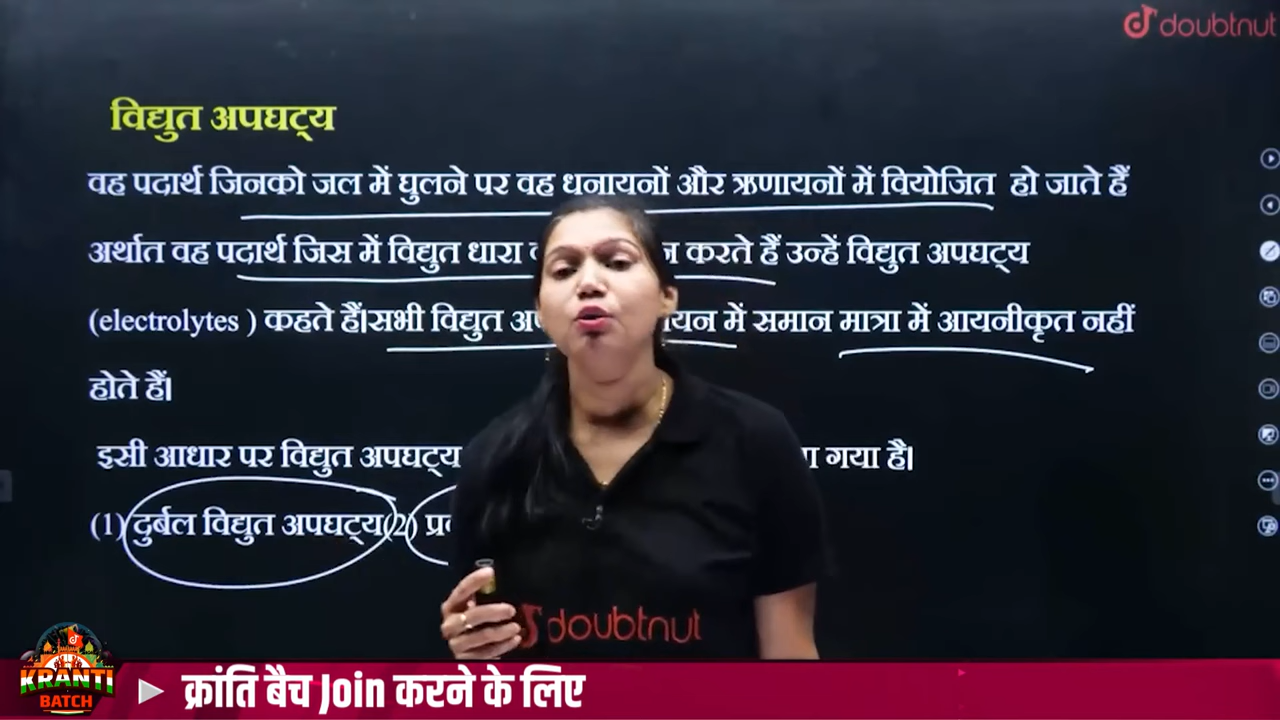 doubtnut
विद्युत अपघट्य
वह पदार्थ जिनको जल में घुलने पर वह धनायनों और ऋणायनों में वियोजित हो जाते हैं
अर्थात वह पदार्थ जिस में विद्युत धारा करते हैं उन्हें विद्युत अपघट्य
(electrolytes ) कहते हैं।सभी विद्युत में समान मात्रा में आयनीकृत नहीं
होते हैं।
इसी आधार पर विद्युत अपघट्य गया है।
(1) दुर्बल विद्युत अपघट्य(2)
doubtnut
KRANTI
BATCH
क्रांति बैच Join करने के लिए